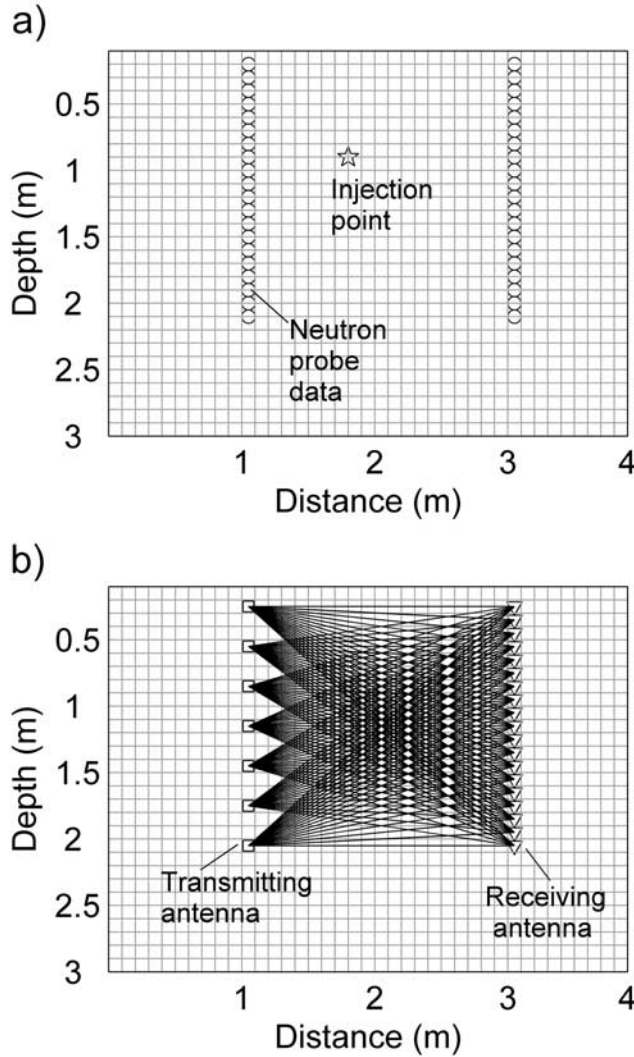 a)
0.5
1
1.5
2
2.5
3
Depth (m)
Injection
point
Neutron
probe
data
1 2 3 4
Distance (m)
b)
0.5
1
1.5
2
2.5
3
Depth (m)
Transmitting
antenna
Receiving
antenna
1 2 3 4
Distance (m)